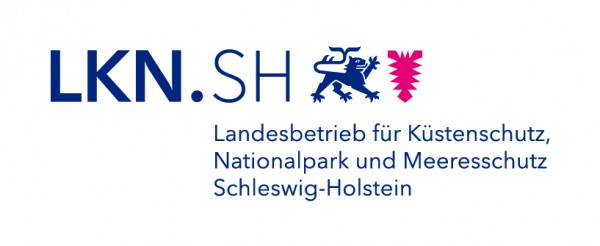 LKN.SH
Landesbetrieb für Küstenschutz,
Nationalpark und Meeresschutz
Schleswig-Holstein